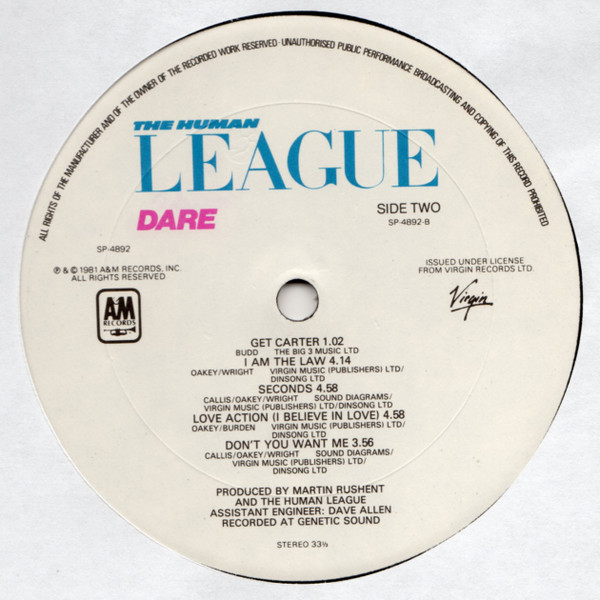 ALL RIGHTS OF THE MANUFACTURER AND OF THE OWNER OF THE RECORDED WORK RESERVED · UNAUTHORISED PUBLIC PERFORMANCE BROADCASTING AND COPYING OF THIS RECORD PROHIBITED
THE HUMAN
LEAGUE
DARE
SIDE TWO
SP-4892-B
SP-4892
℗ & © 1981 A&M RECORDS, INC.
ALL RIGHTS RESERVED
ISSUED UNDER LICENSE
FROM VIRGIN RECORDS LTD.
A&M
RECORDS
Virgin
GET CARTER 1.02
BUDD THE BIG 3 MUSIC LTD
I AM THE LAW 4.14
OAKEY/WRIGHT VIRGIN MUSIC (PUBLISHERS) LTD/
DINSONG LTD
SECONDS 4.58
CALLIS/OAKEY/WRIGHT SOUND DIAGRAMS/
VIRGIN MUSIC (PUBLISHERS) LTD/DINSONG LTD
LOVE ACTION (I BELIEVE IN LOVE) 4.58
OAKEY/BURDEN VIRGIN MUSIC (PUBLISHERS) LTD/
DINSONG LTD
DON'T YOU WANT ME 3.56
CALLIS/OAKEY/WRIGHT SOUND DIAGRAMS/
VIRGIN MUSIC (PUBLISHERS) LTD/
DINSONG LTD
PRODUCED BY MARTIN RUSHENT
AND THE HUMAN LEAGUE
ASSISTANT ENGINEER: DAVE ALLEN
RECORDED AT GENETIC SOUND
STEREO 33⅓